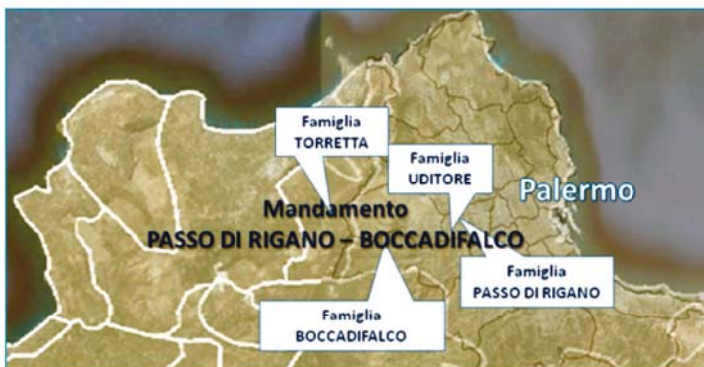 Famiglia
TORRETTA
Famiglia
UDITORE
Palermo
Mandamento
PASSO DI RIGANO – BOCCADIFALCO
Famiglia
PASSO DI RIGANO
Famiglia
BOCCADIFALCO